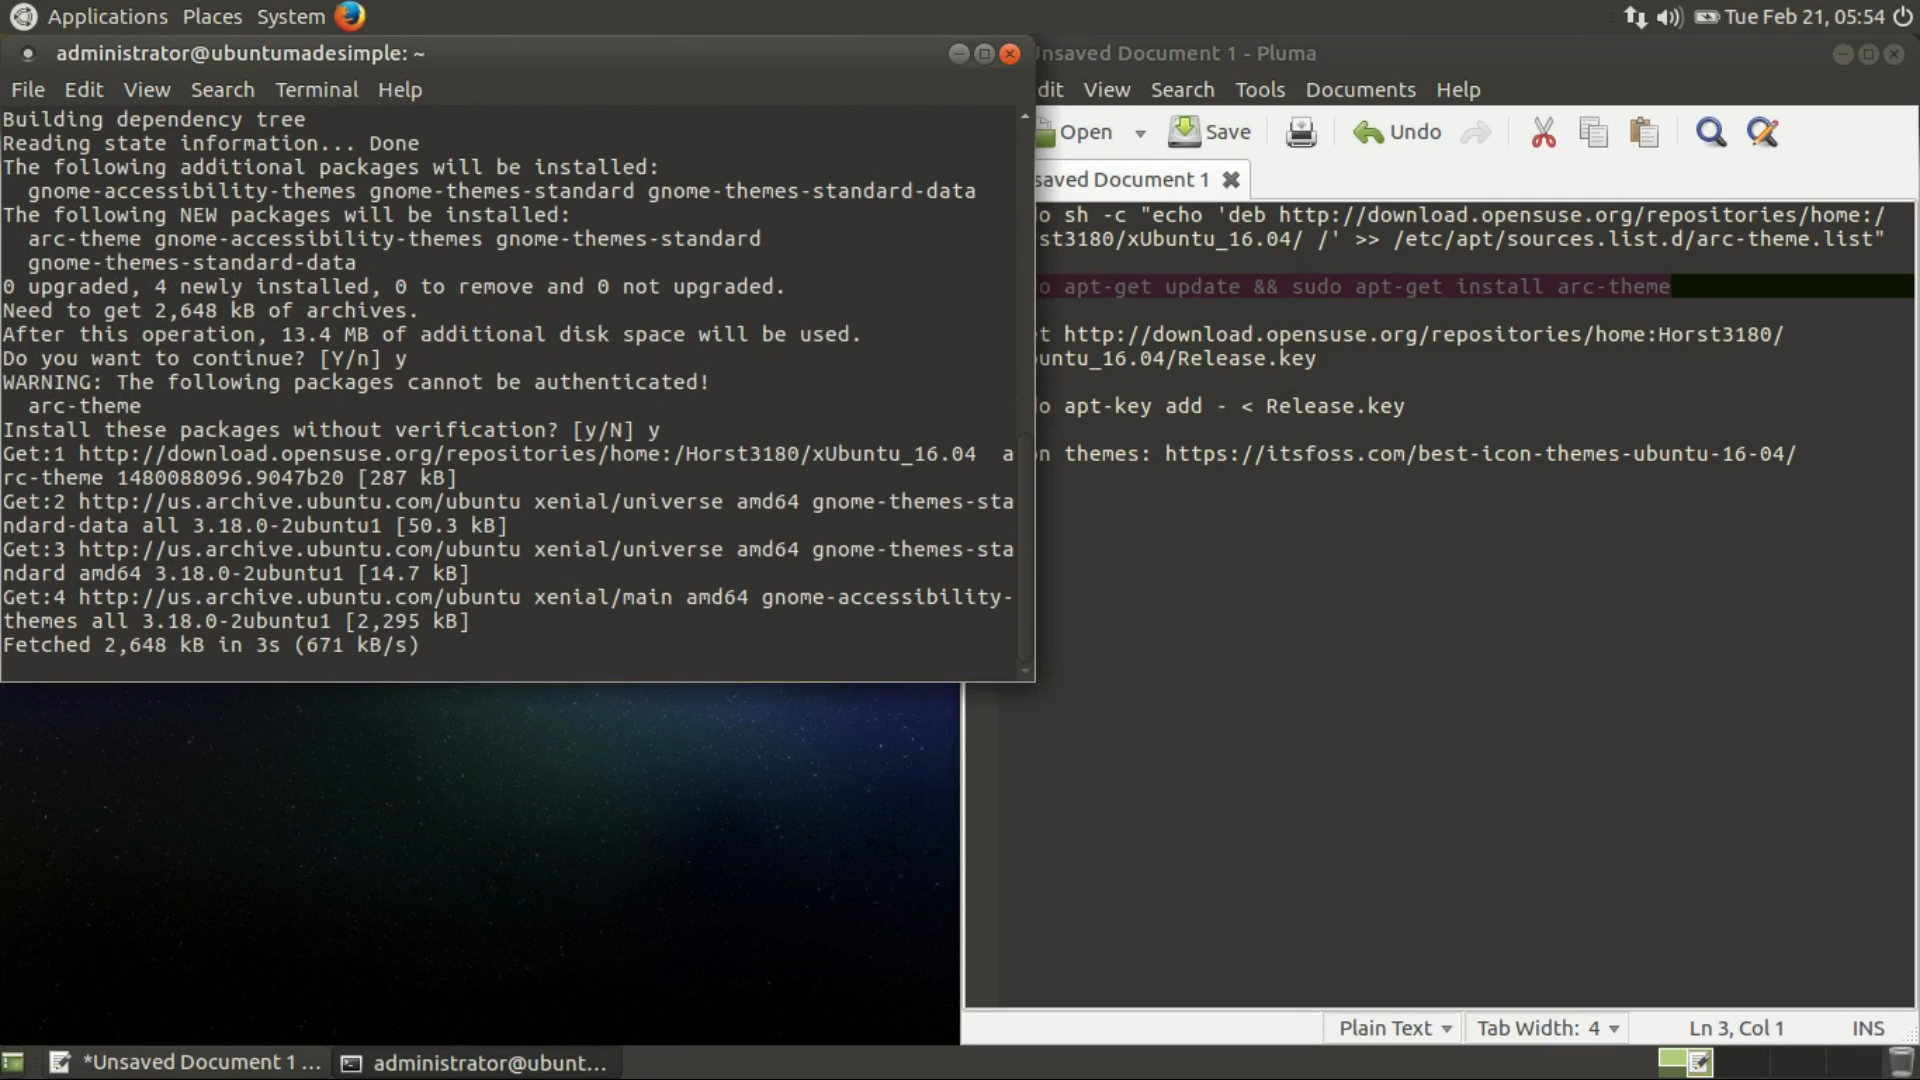 Applications Places System
Tue Feb 21, 05:54
administrator@ubuntumadesimple: ~
File Edit View Search Terminal Help
Building dependency tree
Reading state information... Done
The following additional packages will be installed:
gnome-accessibility-themes gnome-themes-standard gnome-themes-standard-data
The following NEW packages will be installed:
arc-theme gnome-accessibility-themes gnome-themes-standard
gnome-themes-standard-data
0 upgraded, 4 newly installed, 0 to remove and 0 not upgraded.
Need to get 2,648 kB of archives.
After this operation, 13.4 MB of additional disk space will be used.
Do you want to continue? [Y/n] y
WARNING: The following packages cannot be authenticated!
arc-theme
Install these packages without verification? [y/N] y
Get:1 http://download.opensuse.org/repositories/home:/Horst3180/xUbuntu_16.04  a
rc-theme 1480088096.9047b20 [287 kB]
Get:2 http://us.archive.ubuntu.com/ubuntu xenial/universe amd64 gnome-themes-sta
ndard-data all 3.18.0-2ubuntu1 [50.3 kB]
Get:3 http://us.archive.ubuntu.com/ubuntu xenial/universe amd64 gnome-themes-sta
ndard amd64 3.18.0-2ubuntu1 [14.7 kB]
Get:4 http://us.archive.ubuntu.com/ubuntu xenial/main amd64 gnome-accessibility-
themes all 3.18.0-2ubuntu1 [2,295 kB]
Fetched 2,648 kB in 3s (671 kB/s)
nsaved Document 1 - Pluma
dit View Search Tools Documents Help
Open Save Undo
saved Document 1
do sh -c "echo 'deb http://download.opensuse.org/repositories/home:/
st3180/xUbuntu_16.04/ /' >> /etc/apt/sources.list.d/arc-theme.list"
o apt-get update && sudo apt-get install arc-theme
t http://download.opensuse.org/repositories/home:Horst3180/
untu_16.04/Release.key
o apt-key add - < Release.key
n themes: https://itsfoss.com/best-icon-themes-ubuntu-16-04/
Plain Text Tab Width: 4 Ln 3, Col 1 INS
*Unsaved Document 1 ... administrator@ubunt...